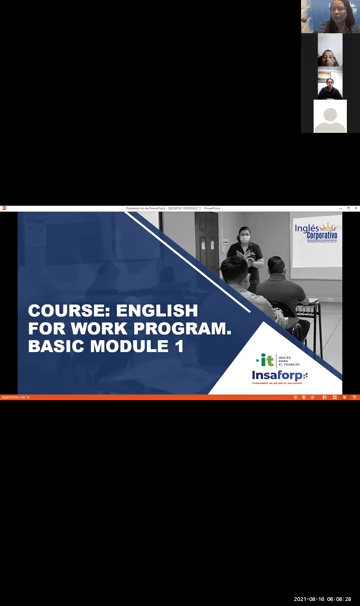 Inglés
Corporativo
COURSE: ENGLISH
FOR WORK PROGRAM.
BASIC MODULE 1
it
INGLÉS
PARA
EL TRABAJO
Insaforp
2021-08-16 06:08:28